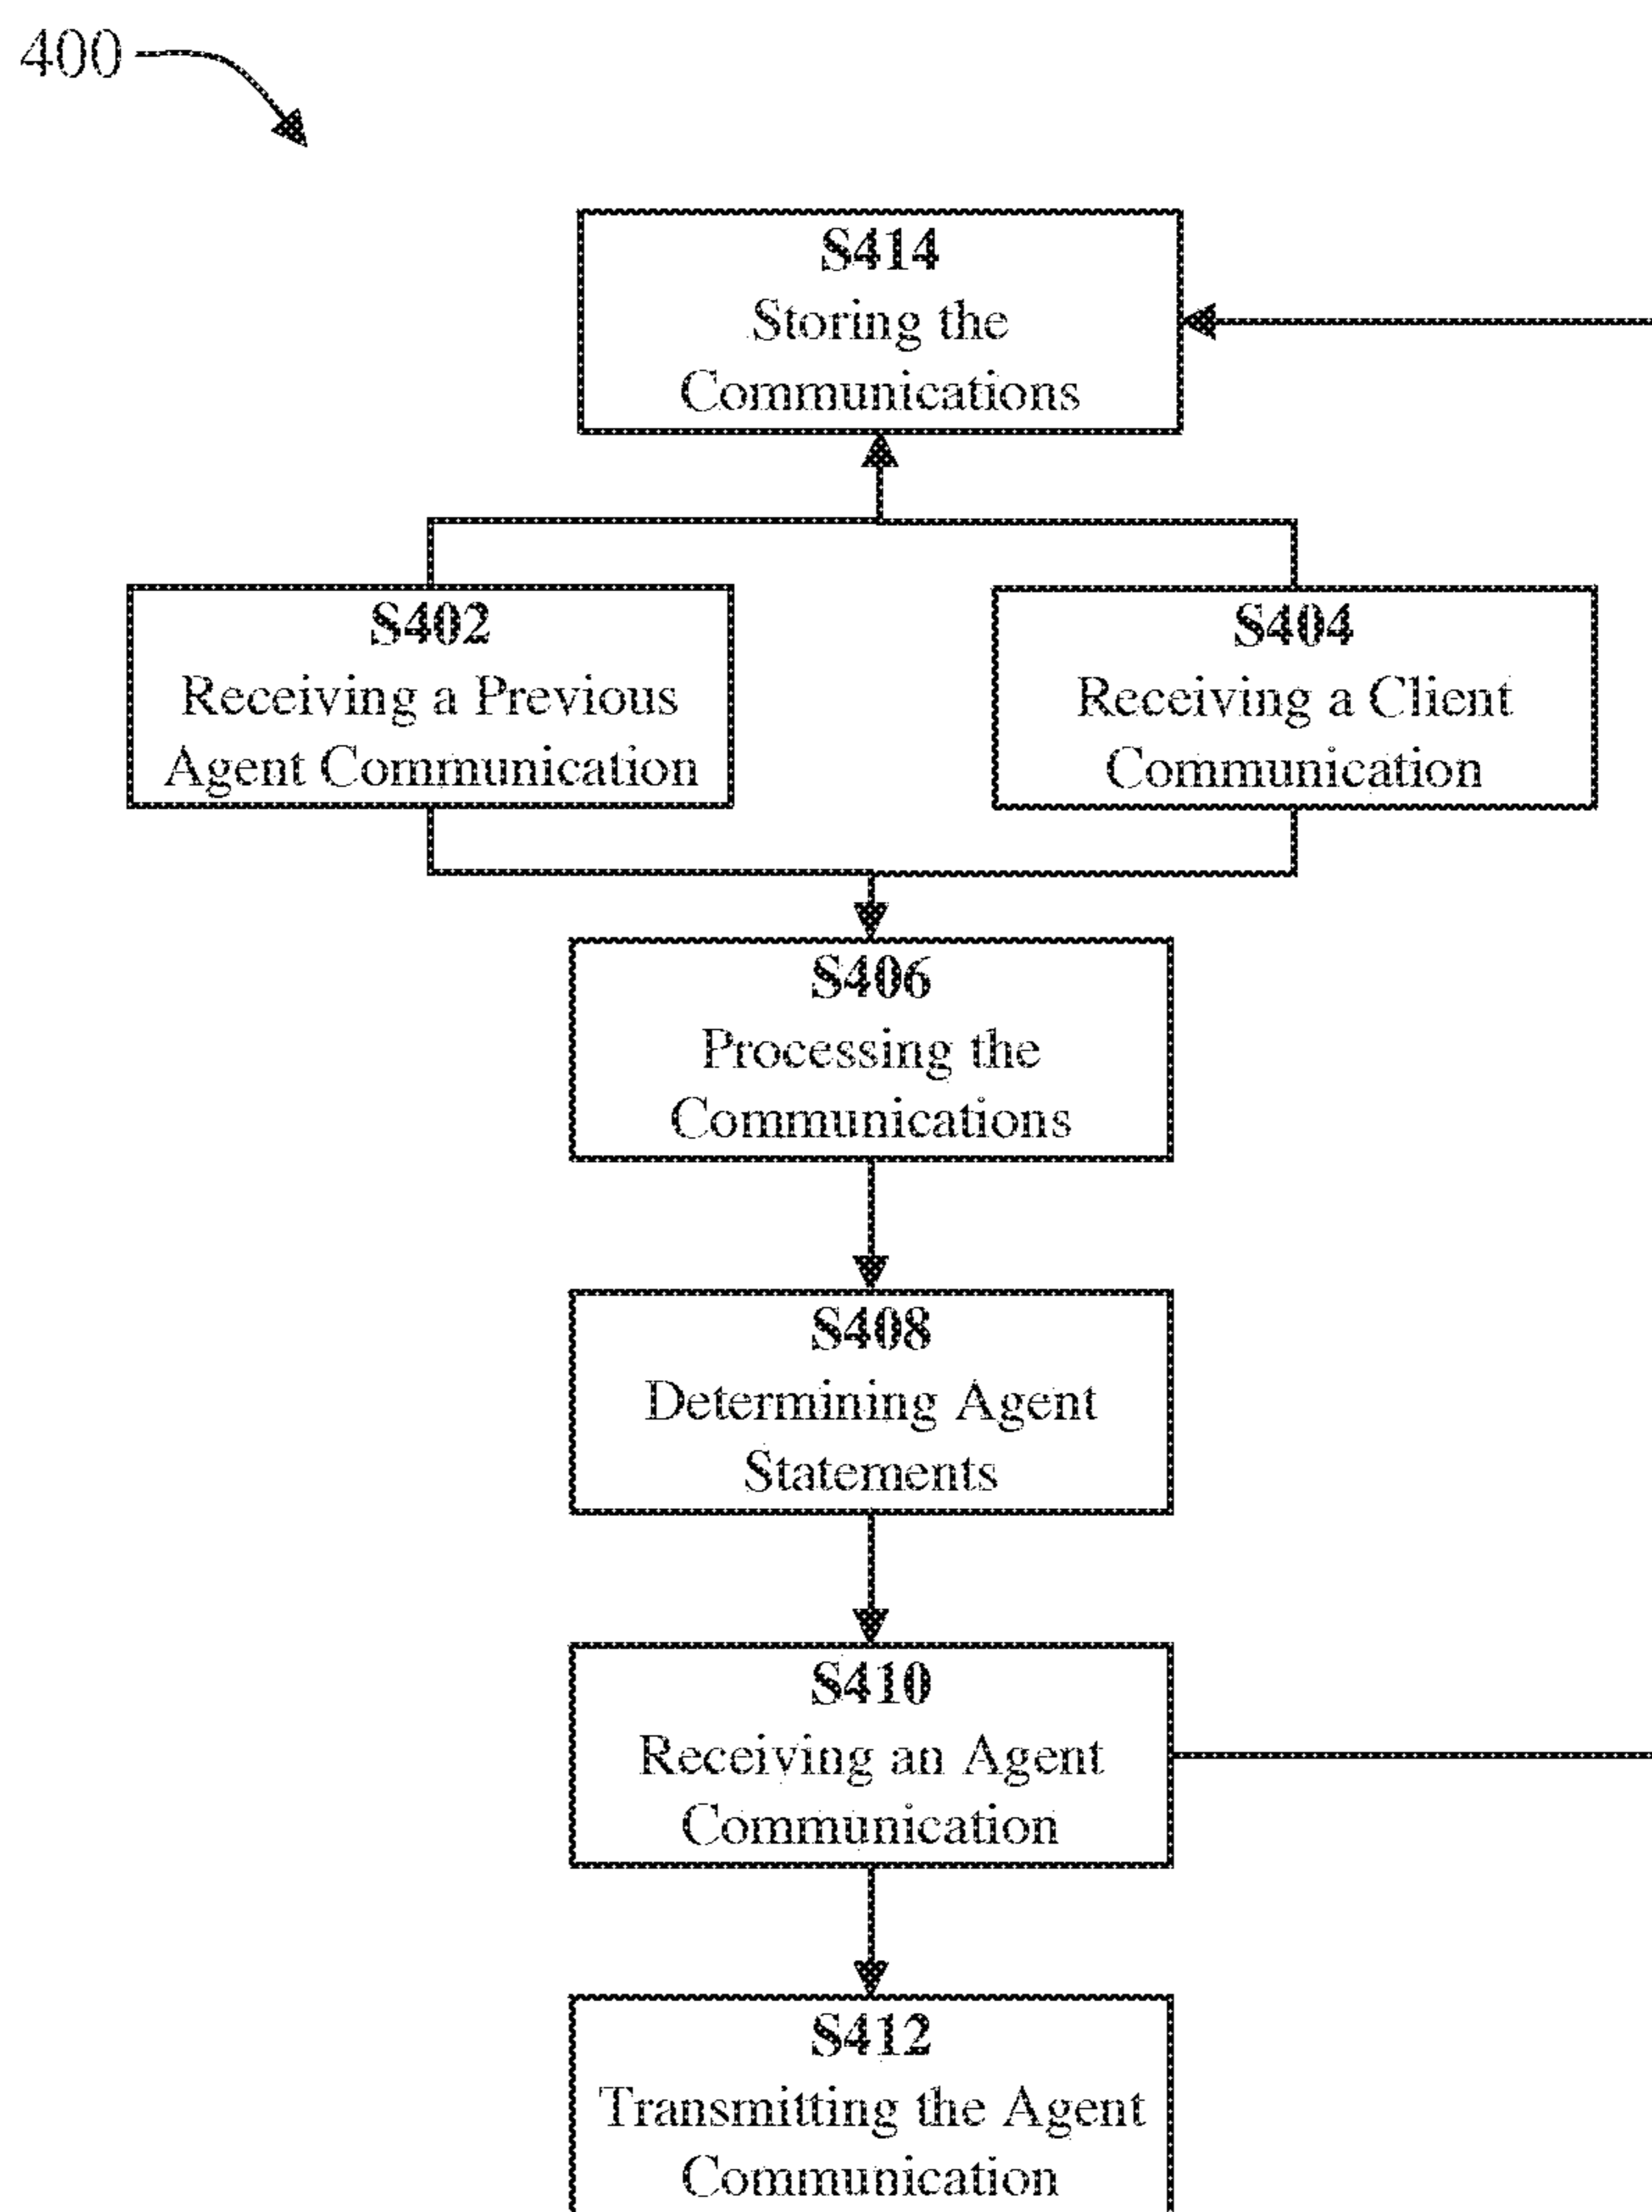 400
S414
Storing the
Communications
S402
Receiving a Previous
Agent Communication
S404
Receiving a Client
Communication
S406
Processing the
Communications
S408
Determining Agent
Statements
S410
Receiving an Agent
Communication
S412
Transmitting the Agent
Communication